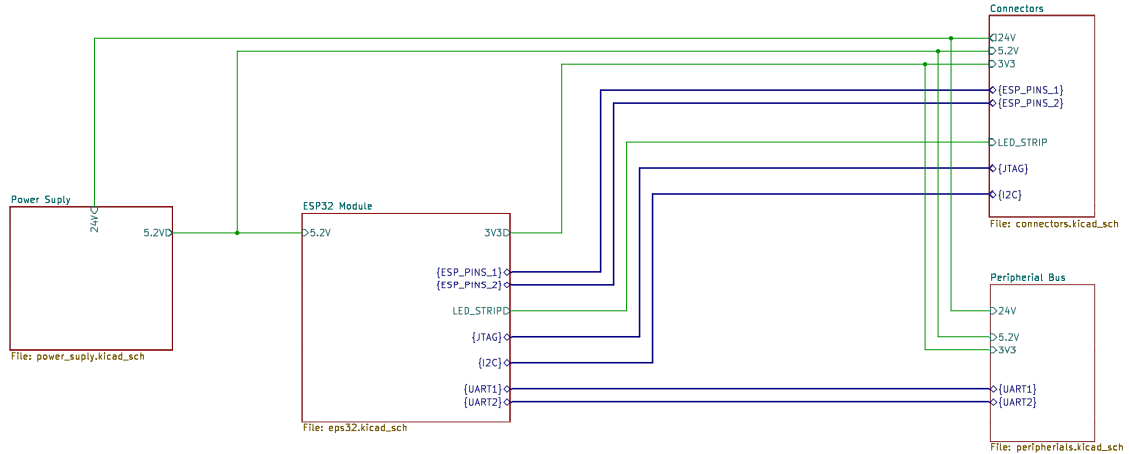 Connectors
24V
5.2V
3V3
{ESP_PINS_1}
{ESP_PINS_2}
LED_STRIP
{JTAG}
{I2C}
File: connectors.kicad_sch
Power Suply
24V
5.2V
File: power_suply.kicad_sch
ESP32 Module
5.2V
3V3
{ESP_PINS_1}
{ESP_PINS_2}
LED_STRIP
{JTAG}
{I2C}
{UART1}
{UART2}
File: eps32.kicad_sch
Peripherial Bus
24V
5.2V
3V3
{UART1}
{UART2}
File: peripherials.kicad_sch